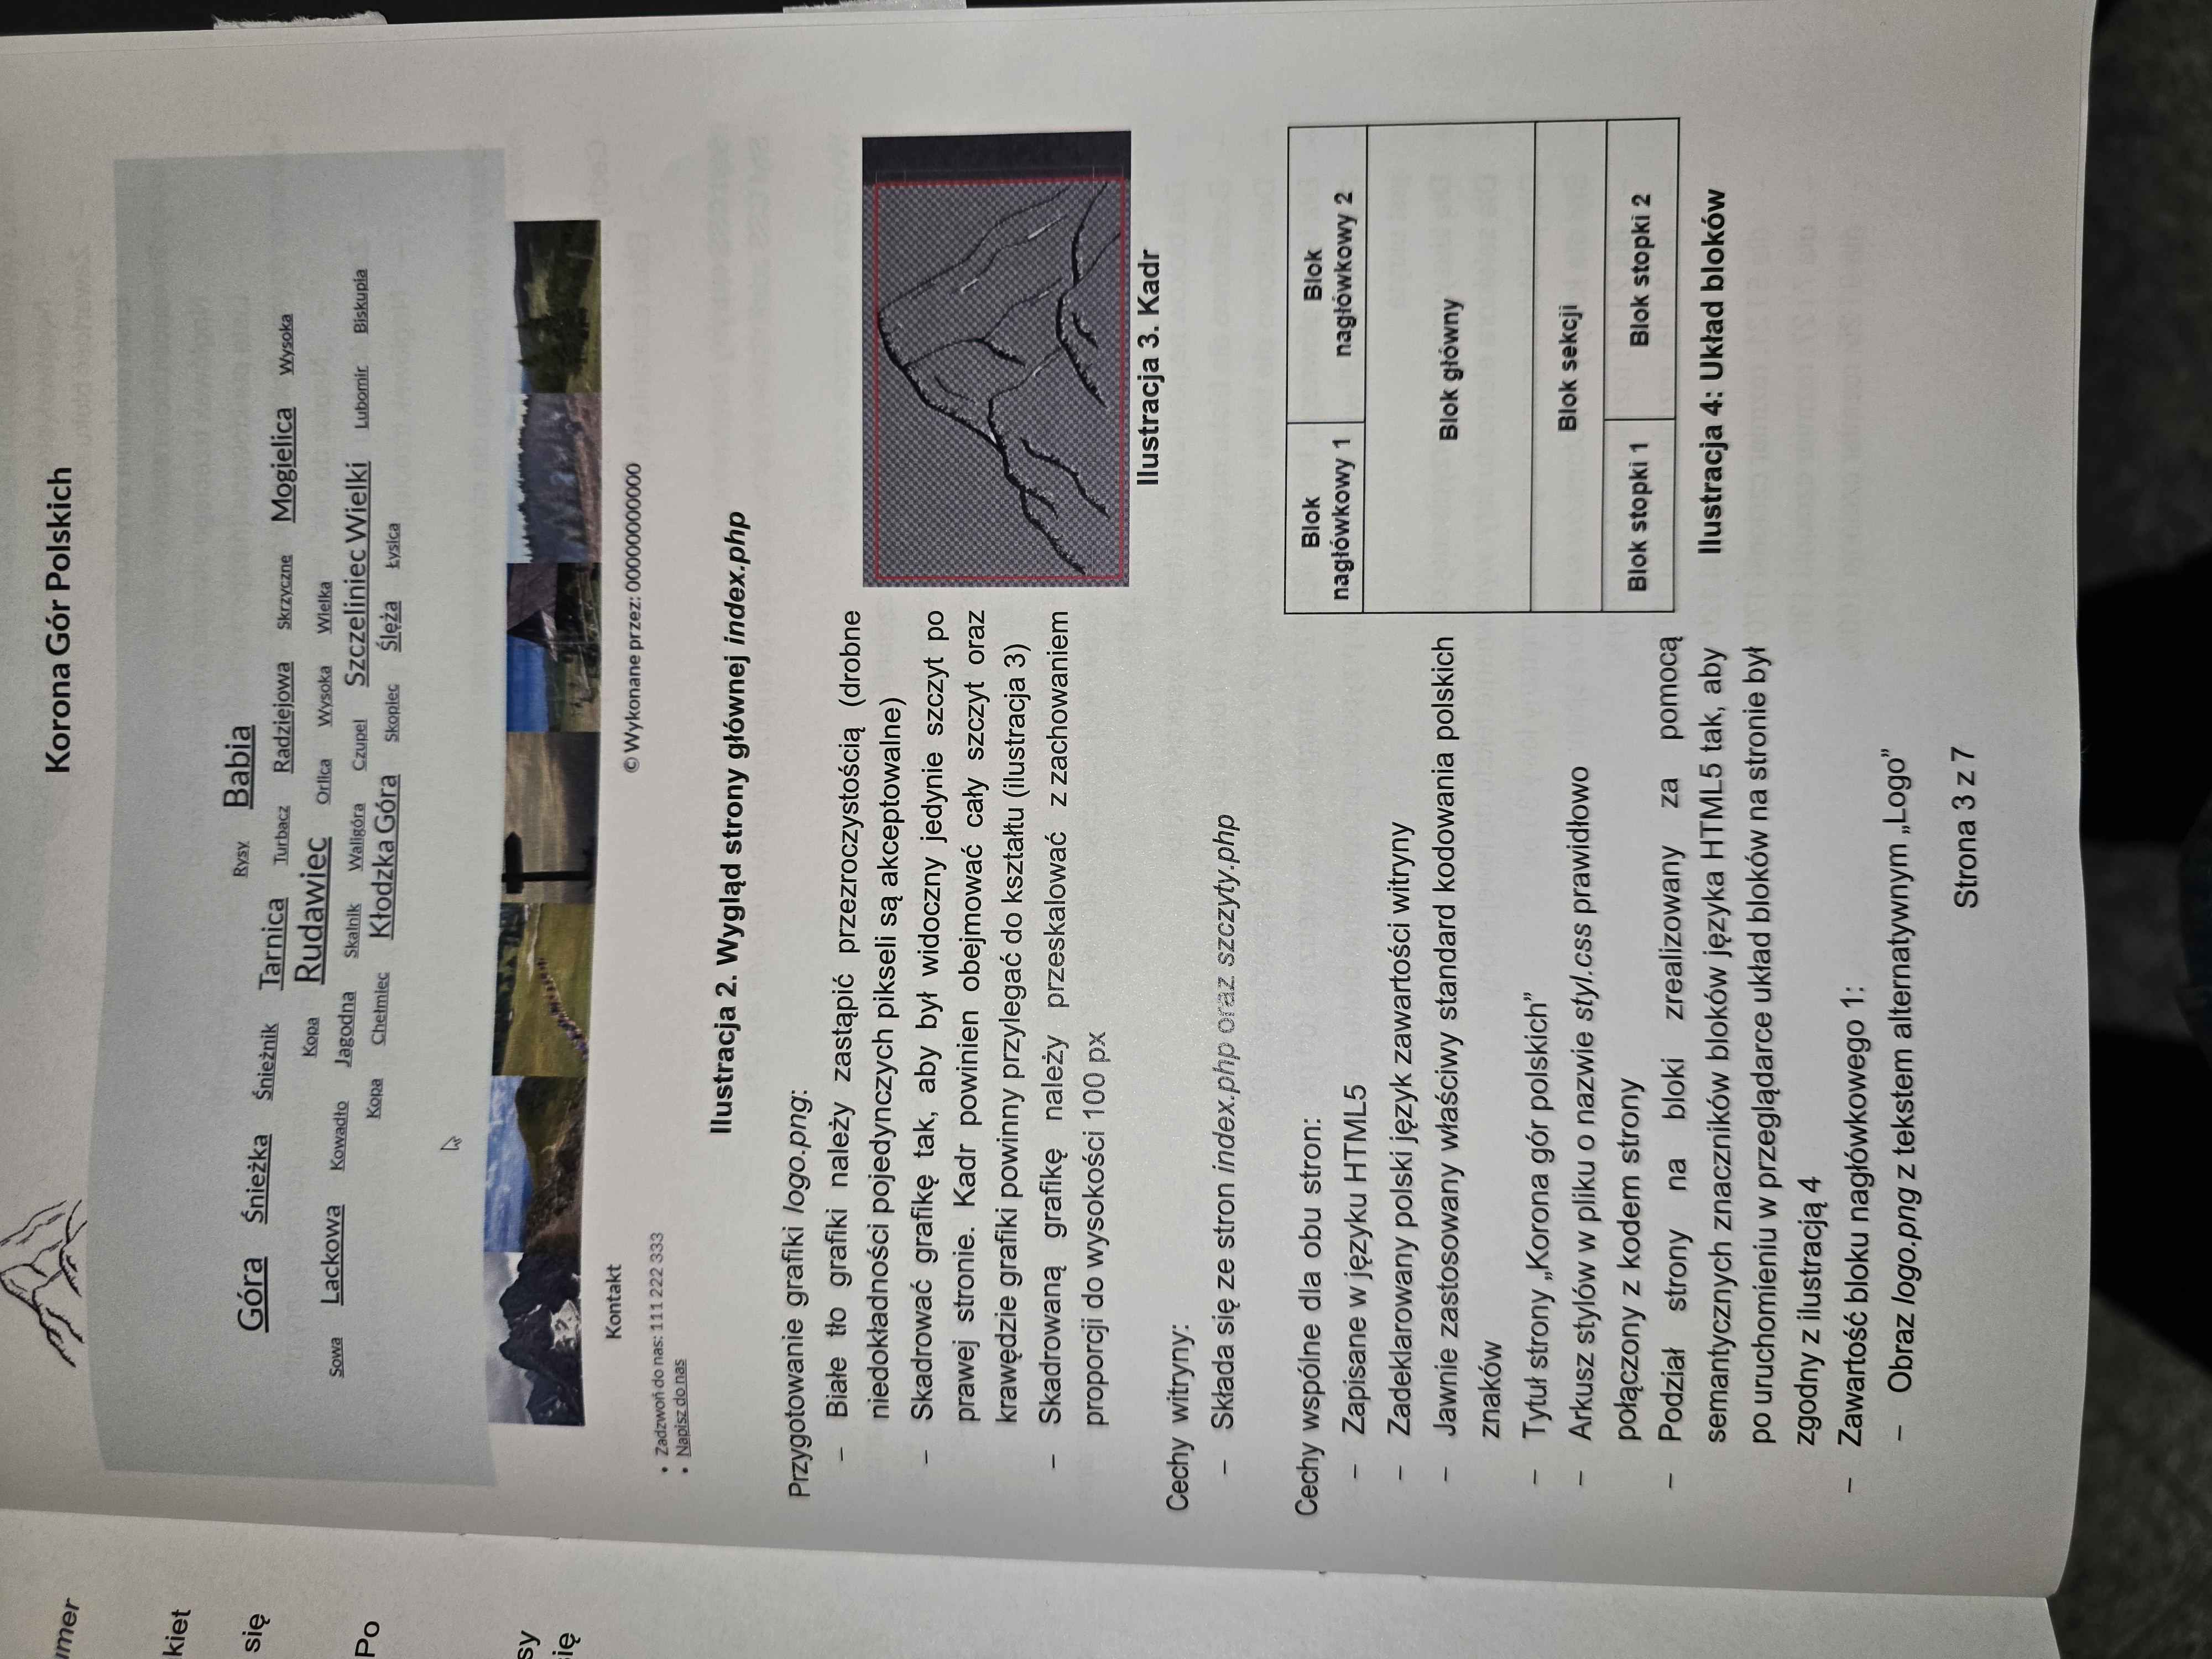 umer
kiet
się
Po
sy
się
Korona Gór Polskich
Rysy Babia
Góra Śnieżka Śnieżnik Tarnica Turbacz Radziejowa Skrzyczne Mogielica Wysoka
Kopa Rudawiec Orlica Wysoka Wielka
Sowa Lackowa Kowadło Jagodna Skalnik Waligóra Czupel Szczeliniec Wielki Lubomir Biskupia
Kopa Chełmiec Kłodzka Góra Skopiec Ślęża Łysica
Kontakt
© Wykonane przez: 00000000000
• Zadzwoń do nas: 111 222 333
• Napisz do nas
Ilustracja 2. Wygląd strony głównej index.php
Przygotowanie grafiki logo.png:
– Białe tło grafiki należy zastąpić przezroczystością (drobne
niedokładności pojedynczych pikseli są akceptowalne)
– Skadrować grafikę tak, aby był widoczny jedynie szczyt po
prawej stronie. Kadr powinien obejmować cały szczyt oraz
krawędzie grafiki powinny przylegać do kształtu (ilustracja 3)
– Skadrowaną grafikę należy przeskalować z zachowaniem
proporcji do wysokości 100 px
Ilustracja 3. Kadr
Cechy witryny:
– Składa się ze stron index.php oraz szczyty.php
Cechy wspólne dla obu stron:
– Zapisane w języku HTML5
– Zadeklarowany polski język zawartości witryny
– Jawnie zastosowany właściwy standard kodowania polskich
znaków
– Tytuł strony „Korona gór polskich”
– Arkusz stylów w pliku o nazwie styl.css prawidłowo
połączony z kodem strony
– Podział strony na bloki zrealizowany za pomocą
semantycznych znaczników bloków języka HTML5 tak, aby
po uruchomieniu w przeglądarce układ bloków na stronie był
zgodny z ilustracją 4
– Zawartość bloku nagłówkowego 1:
– Obraz logo.png z tekstem alternatywnym „Logo”
Blok
nagłówkowy 1
Blok
nagłówkowy 2
Blok główny
Blok sekcji
Blok stopki 1
Blok stopki 2
Ilustracja 4: Układ bloków
Strona 3 z 7